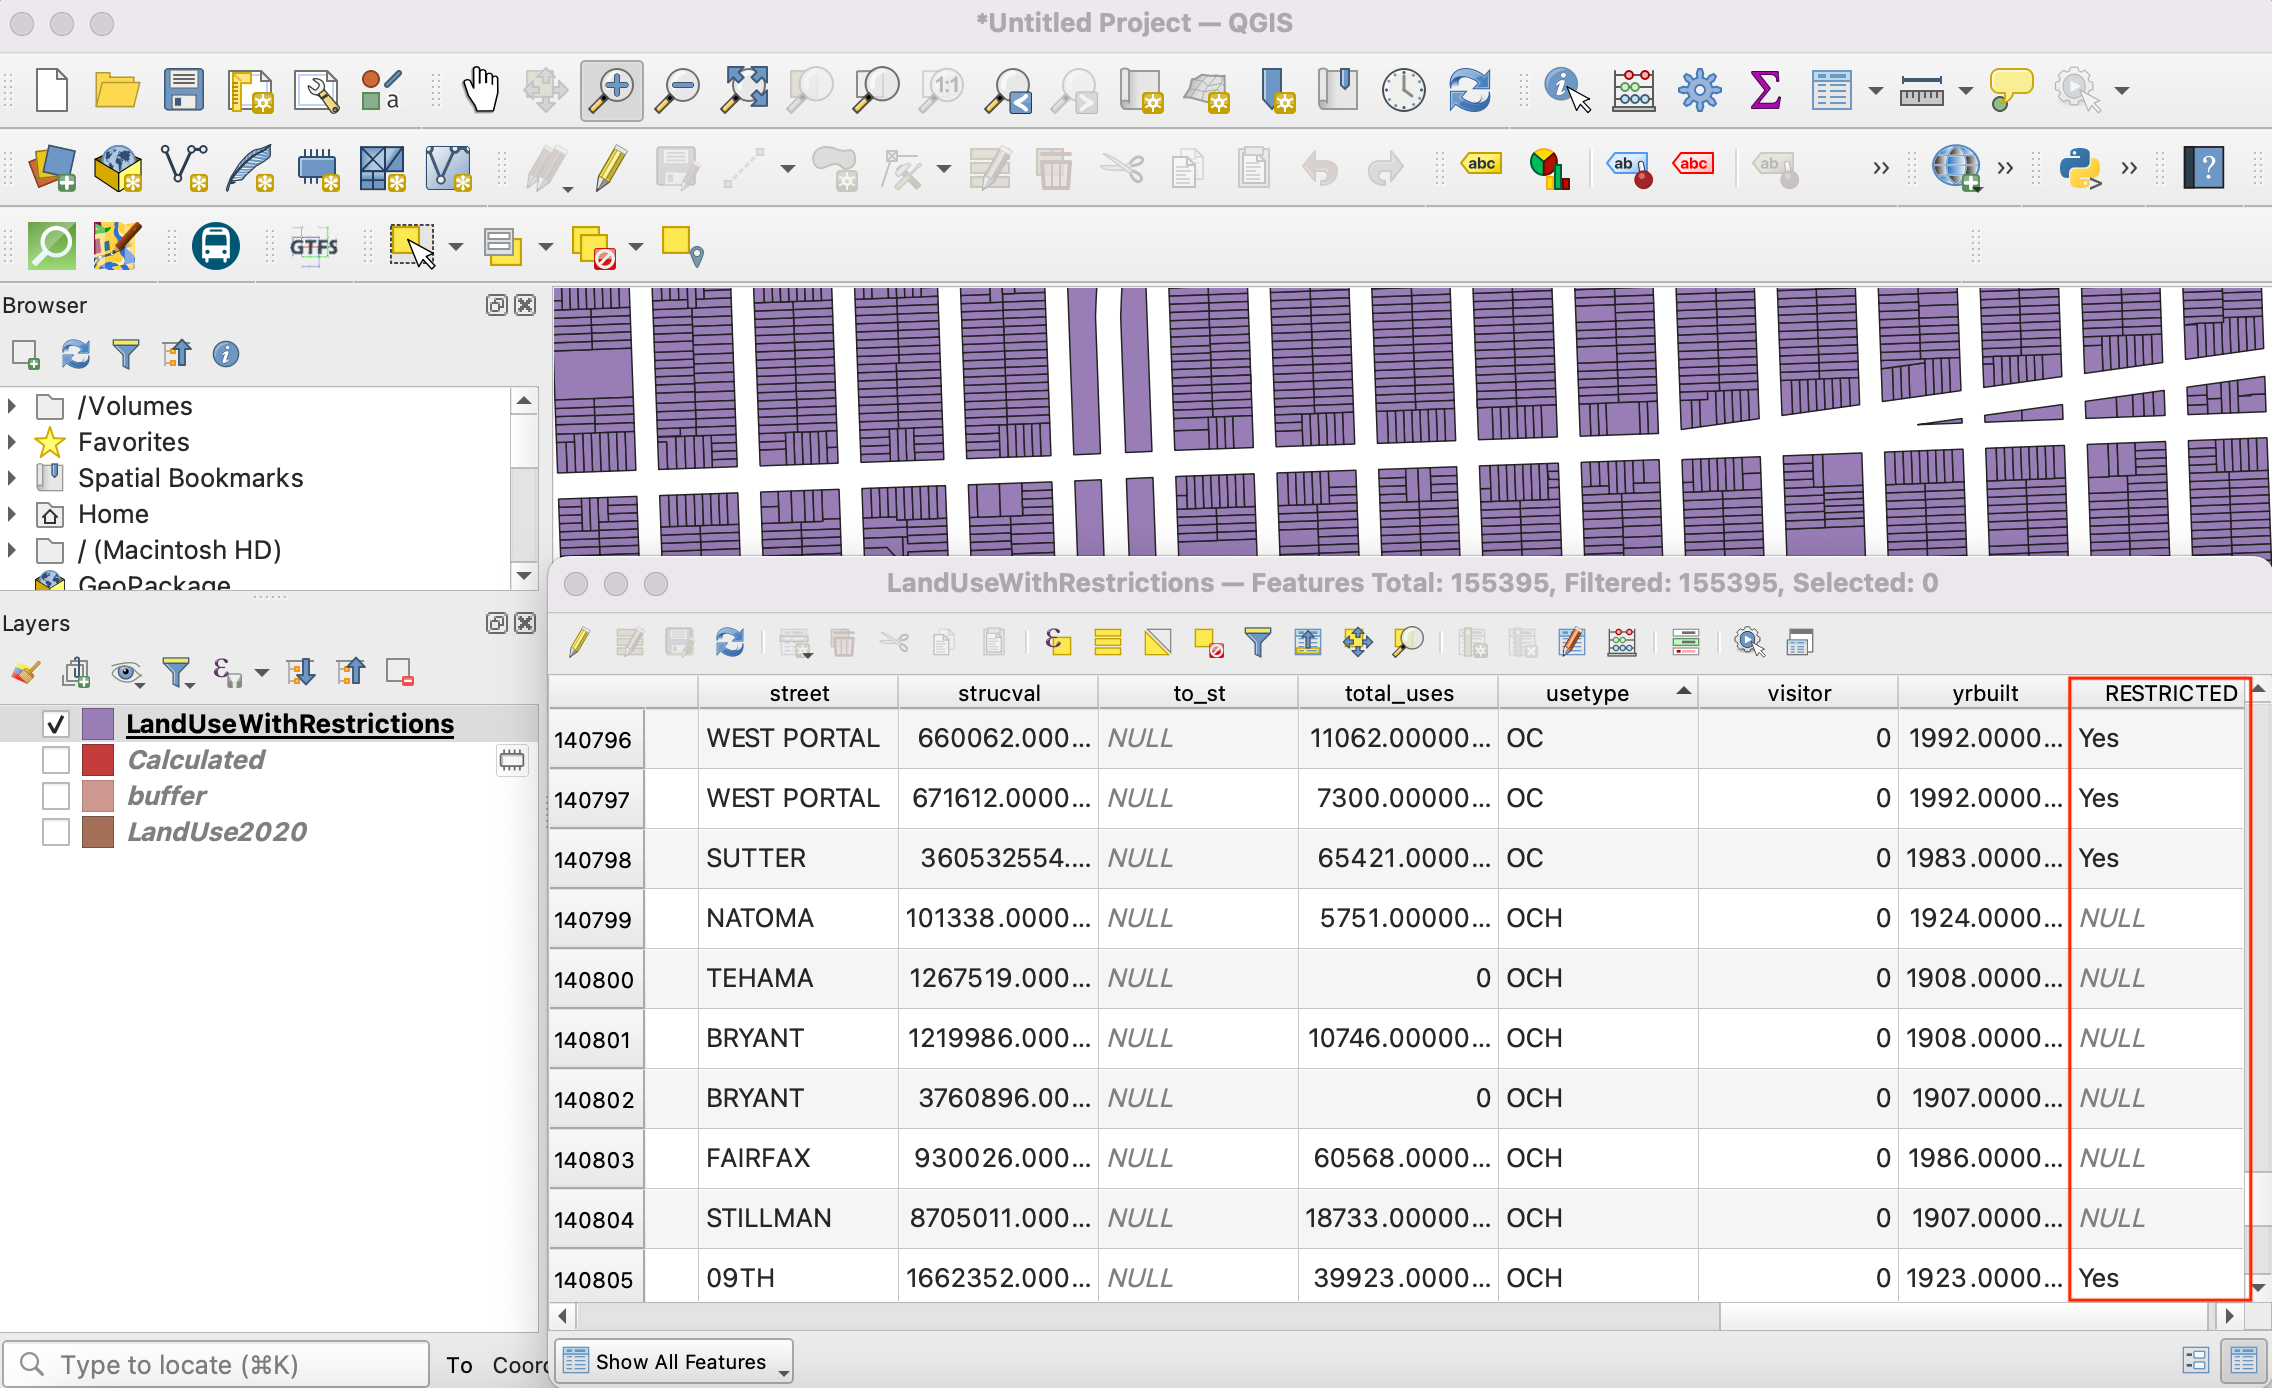 *Untitled Project — QGIS
a
1:1
abc
ab
abc
ab
»
»
»
?
GTFS
Browser
/Volumes
Favorites
Spatial Bookmarks
Home
/ (Macintosh HD)
GeoPackage
Layers
LandUseWithRestrictions
Calculated
buffer
LandUse2020
LandUseWithRestrictions — Features Total: 155395, Filtered: 155395, Selected: 0
street strucval to_st total_uses usetype visitor yrbuilt RESTRICTED
140796 WEST PORTAL 660062.000... NULL 11062.00000... OC 0 1992.0000... Yes
140797 WEST PORTAL 671612.0000... NULL 7300.00000... OC 0 1992.0000... Yes
140798 SUTTER 360532554.... NULL 65421.0000... OC 0 1983.0000... Yes
140799 NATOMA 101338.0000... NULL 5751.00000... OCH 0 1924.0000... NULL
140800 TEHAMA 1267519.000... NULL 0 OCH 0 1908.0000... NULL
140801 BRYANT 1219986.000... NULL 10746.00000... OCH 0 1908.0000... NULL
140802 BRYANT 3760896.00... NULL 0 OCH 0 1907.0000... NULL
140803 FAIRFAX 930026.000... NULL 60568.0000... OCH 0 1986.0000... NULL
140804 STILLMAN 8705011.000... NULL 18733.00000... OCH 0 1907.0000... NULL
140805 09TH 1662352.000... NULL 39923.0000... OCH 0 1923.0000... Yes
Show All Features
Type to locate (⌘K)
To Coord